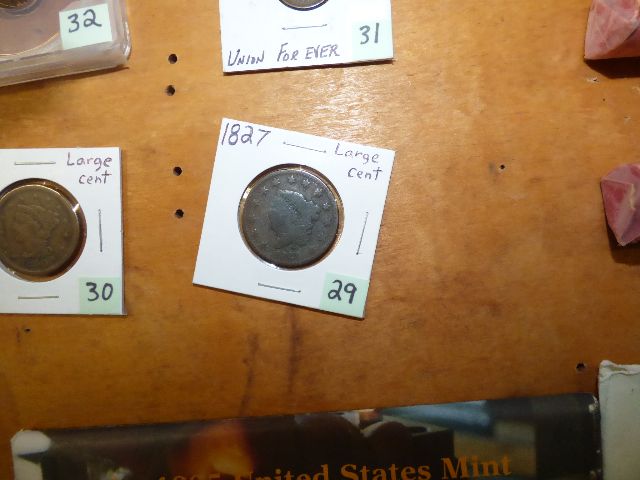 32
UNION FOR EVER
31
1827
Large
cent
29
Large
cent
30
United States Mint